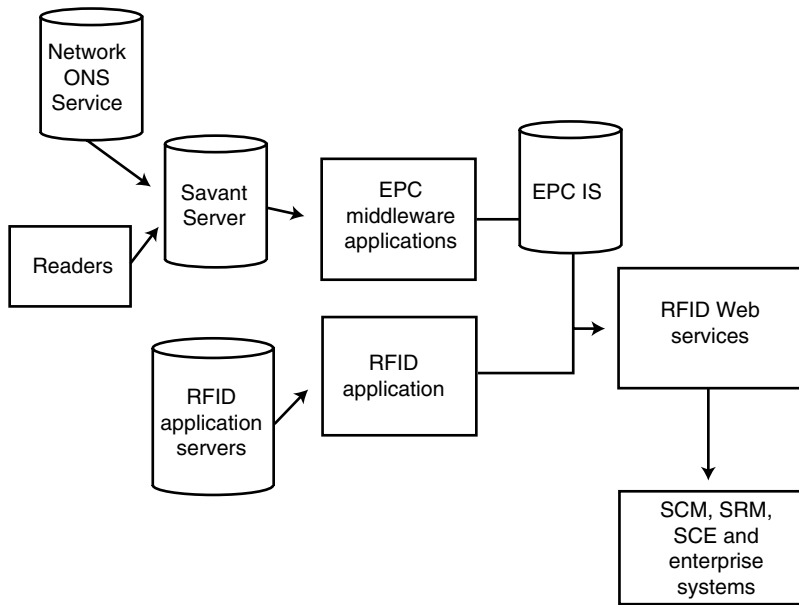 Network
ONS
Service
Savant
Server
Readers
EPC
middleware
applications
EPC IS
RFID
application
servers
RFID
application
RFID Web
services
SCM, SRM,
SCE and
enterprise
systems